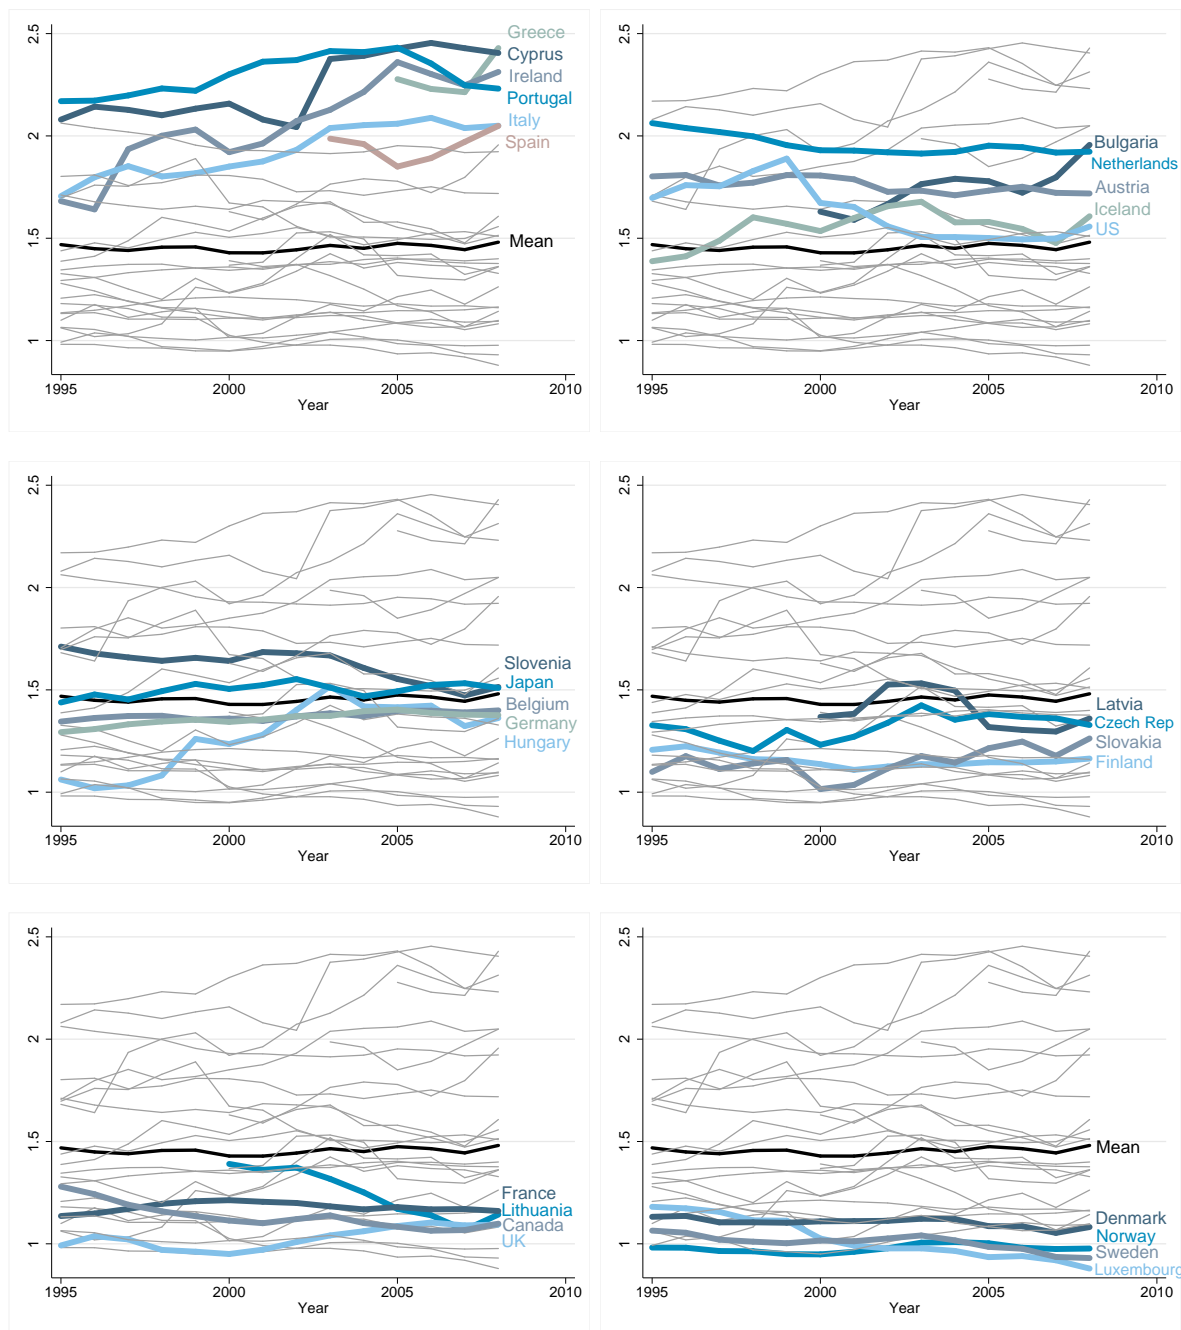 2.5
2
1.5
1
Greece
Cyprus
Ireland
Portugal
Italy
Spain
Mean
1995
2000
2005
2010
Year
2.5
2
1.5
1
Bulgaria
Netherlands
Austria
Iceland
US
1995
2000
2005
2010
Year
2.5
2
1.5
1
Slovenia
Japan
Belgium
Germany
Hungary
1995
2000
2005
2010
Year
2.5
2
1.5
1
Latvia
Czech Rep
Slovakia
Finland
1995
2000
2005
2010
Year
2.5
2
1.5
1
France
Lithuania
Canada
UK
1995
2000
2005
2010
Year
2.5
2
1.5
1
Mean
Denmark
Norway
Sweden
Luxembourg
1995
2000
2005
2010
Year